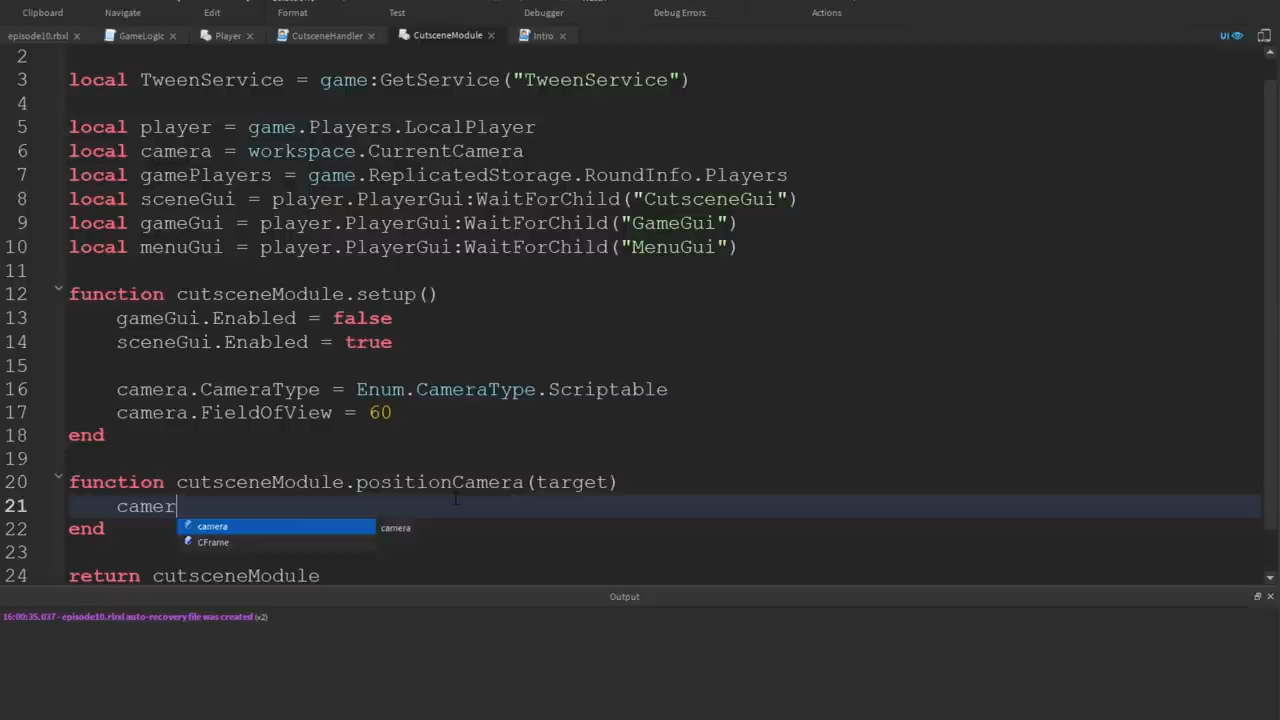 Clipboard Navigate Edit Format Test Debugger Debug Errors Actions
episode10.rbxl GameLogic Player CutsceneHandler CutsceneModule Intro UI
2
3 local TweenService = game:GetService("TweenService")
4
5 local player = game.Players.LocalPlayer
6 local camera = workspace.CurrentCamera
7 local gamePlayers = game.ReplicatedStorage.RoundInfo.Players
8 local sceneGui = player.PlayerGui:WaitForChild("CutsceneGui")
9 local gameGui = player.PlayerGui:WaitForChild("GameGui")
10 local menuGui = player.PlayerGui:WaitForChild("MenuGui")
11
12 function cutsceneModule.setup()
13 gameGui.Enabled = false
14 sceneGui.Enabled = true
15
16 camera.CameraType = Enum.CameraType.Scriptable
17 camera.FieldOfView = 60
18 end
19
20 function cutsceneModule.positionCamera(target)
21 camer
camera camera
22 end
CFrame
23
24 return cutsceneModule
Output
16:00:35.037 - episode10.rbxl auto-recovery file was created (x2)